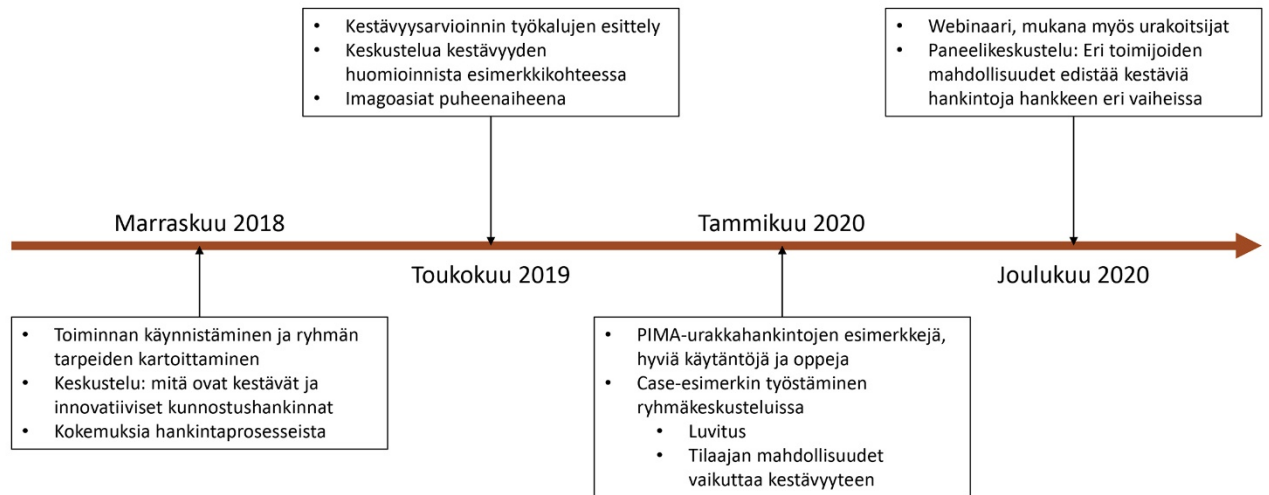 • Kestävyysarvioinnin työkalujen esittely
• Keskustelua kestävyyden
huomioinnista esimerkkikohteessa
• Imagoasiat puheenaiheena
• Webinaari, mukana myös urakoitsijat
• Paneelikeskustelu: Eri toimijoiden
mahdollisuudet edistää kestäviä
hankintoja hankkeen eri vaiheissa
Marraskuu 2018
Tammikuu 2020
Toukokuu 2019
Joulukuu 2020
• Toiminnan käynnistäminen ja ryhmän
tarpeiden kartoittaminen
• Keskustelu: mitä ovat kestävät ja
innovatiiviset kunnostushankinnat
• Kokemuksia hankintaprosesseista
• PIMA-urakkahankintojen esimerkkejä,
hyviä käytäntöjä ja oppeja
• Case-esimerkin työstäminen
ryhmäkeskusteluissa
• Luvitus
• Tilaajan mahdollisuudet
vaikuttaa kestävyyteen